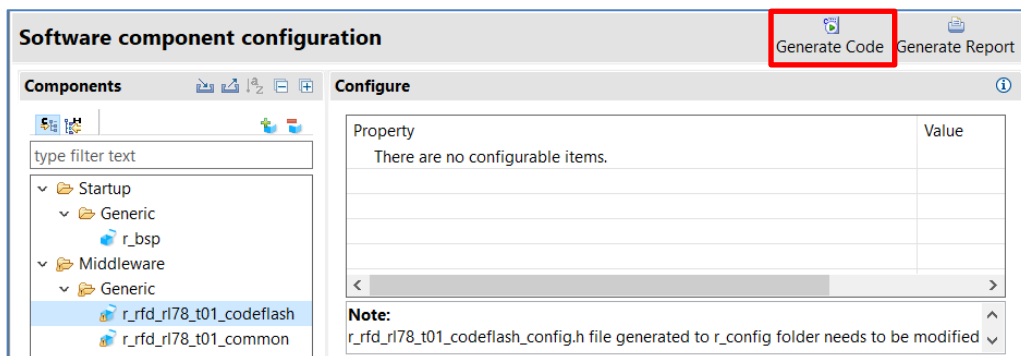 Software component configuration
Generate Code
Generate Report
Components
Configure
type filter text
Startup
Generic
r_bsp
Middleware
Generic
r_rfd_rl78_t01_codeflash
r_rfd_rl78_t01_common
Property
Value
There are no configurable items.
Note:
r_rfd_rl78_t01_codeflash_config.h file generated to r_config folder needs to be modified